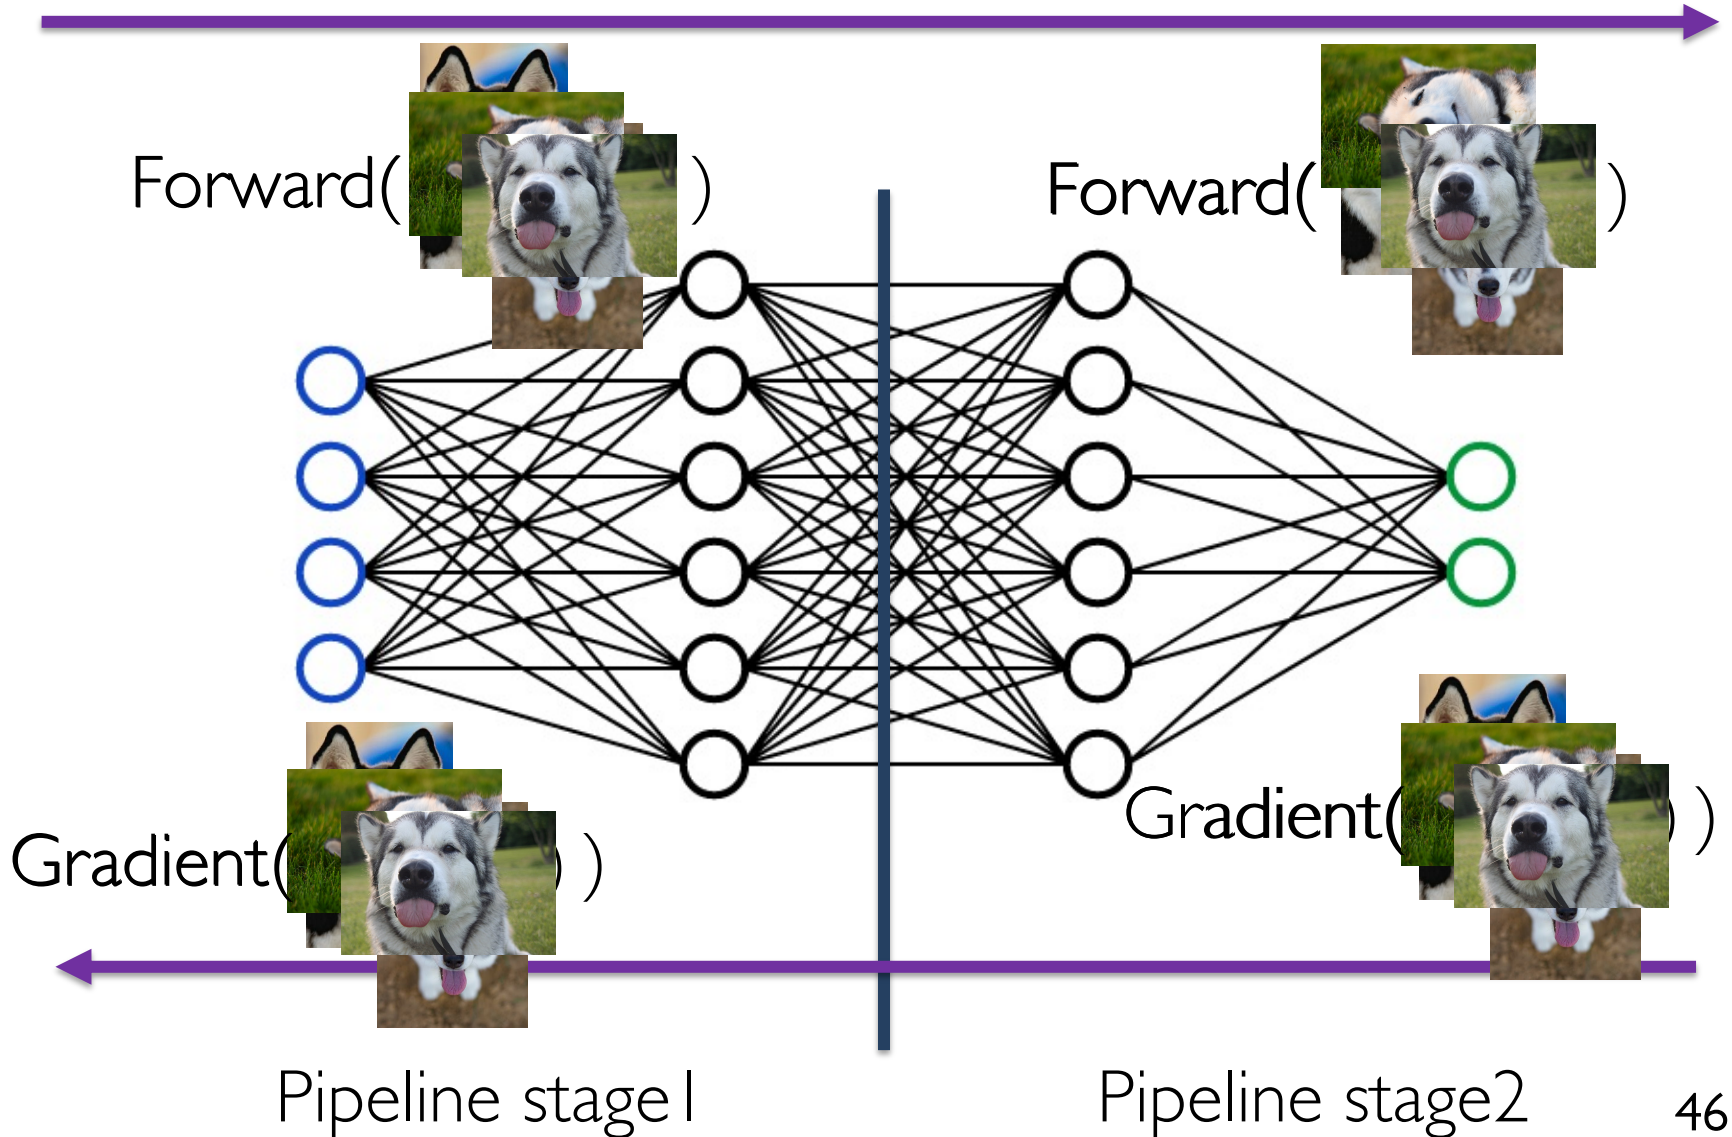 Forward( )
Forward( )
Gradient( ) )
Gradient( ) )
Pipeline stage1
Pipeline stage2
46